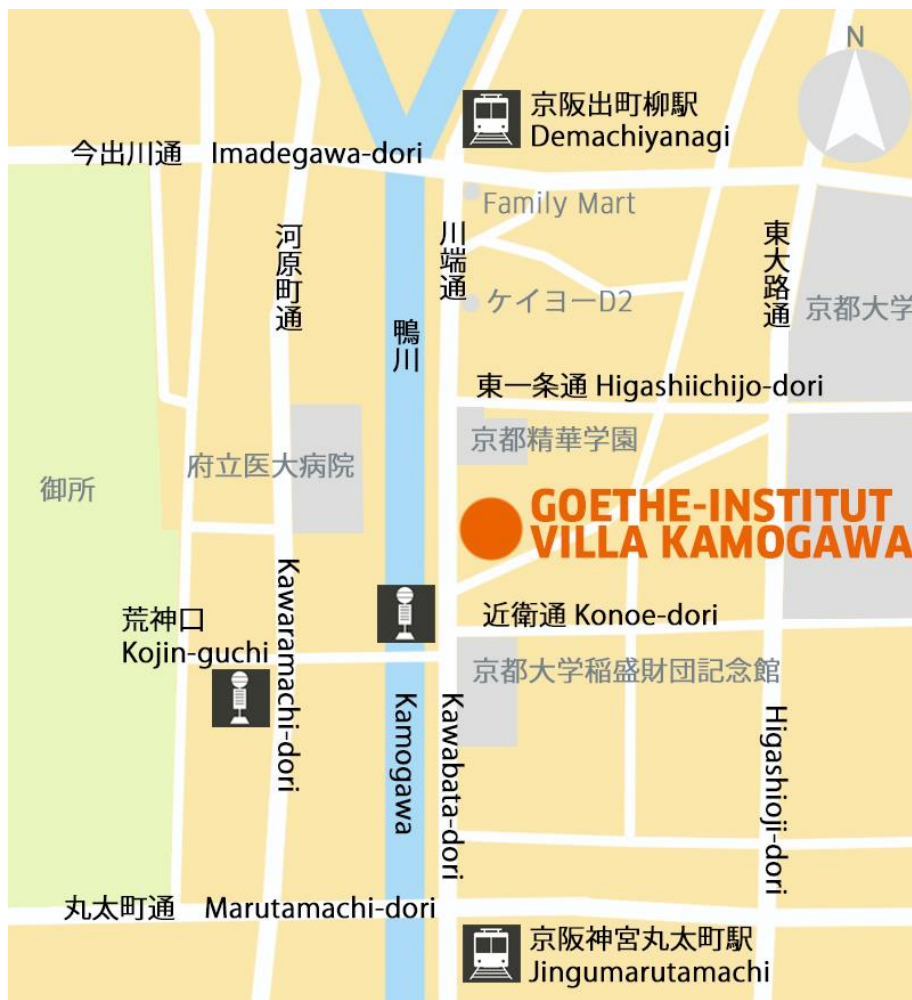 N
京阪出町柳駅
Demachiyanagi
今出川通 Imadegawa-dori
Family Mart
河原町通
川端通
東大路通
ケイヨーD2
京都大学
鴨川
東一条通 Higashiichijo-dori
京都精華学園
府立医大病院
御所
GOETHE-INSTITUT
VILLA KAMOGAWA
Kawaramachi-dori
荒神口
Kojin-guchi
近衛通 Konoe-dori
京都大学稲盛財団記念館
Kamogawa
Kawabata-dori
Higashioji-dori
丸太町通 Marutamachi-dori
京阪神宮丸太町駅
Jingumarutamachi